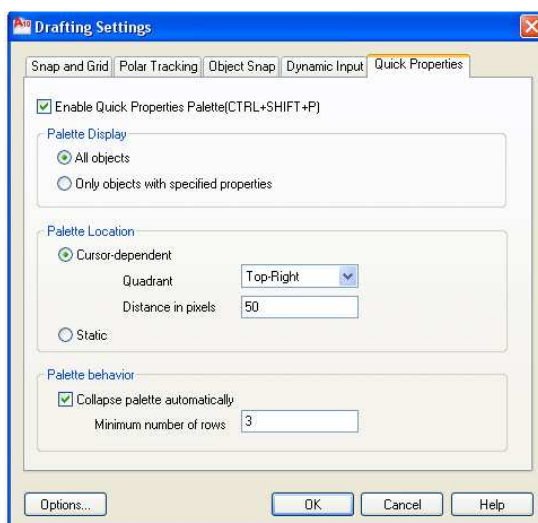 Drafting Settings
Snap and Grid Polar Tracking Object Snap Dynamic Input Quick Properties
Enable Quick Properties Palette(CTRL+SHIFT+P)
Palette Display
All objects
Only objects with specified properties
Palette Location
Cursor-dependent
Quadrant Top-Right
Distance in pixels 50
Static
Palette behavior
Collapse palette automatically
Minimum number of rows 3
Options... OK Cancel Help